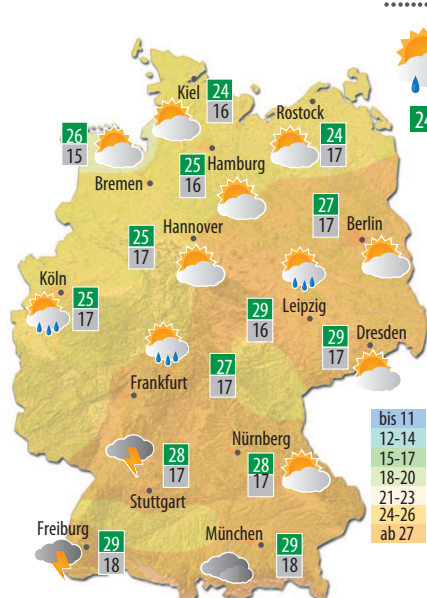 Kiel
24
16
Rostock
24
17
24
26
15
Bremen
25
16
Hamburg
27
17
Berlin
25
17
Hannover
Köln
25
17
Leipzig
29
16
Dresden
29
17
Frankfurt
27
17
Nürnberg
28
17
28
17
Stuttgart
Freiburg
29
18
München
29
18
bis 11
12-14
15-17
18-20
21-23
24-26
ab 27